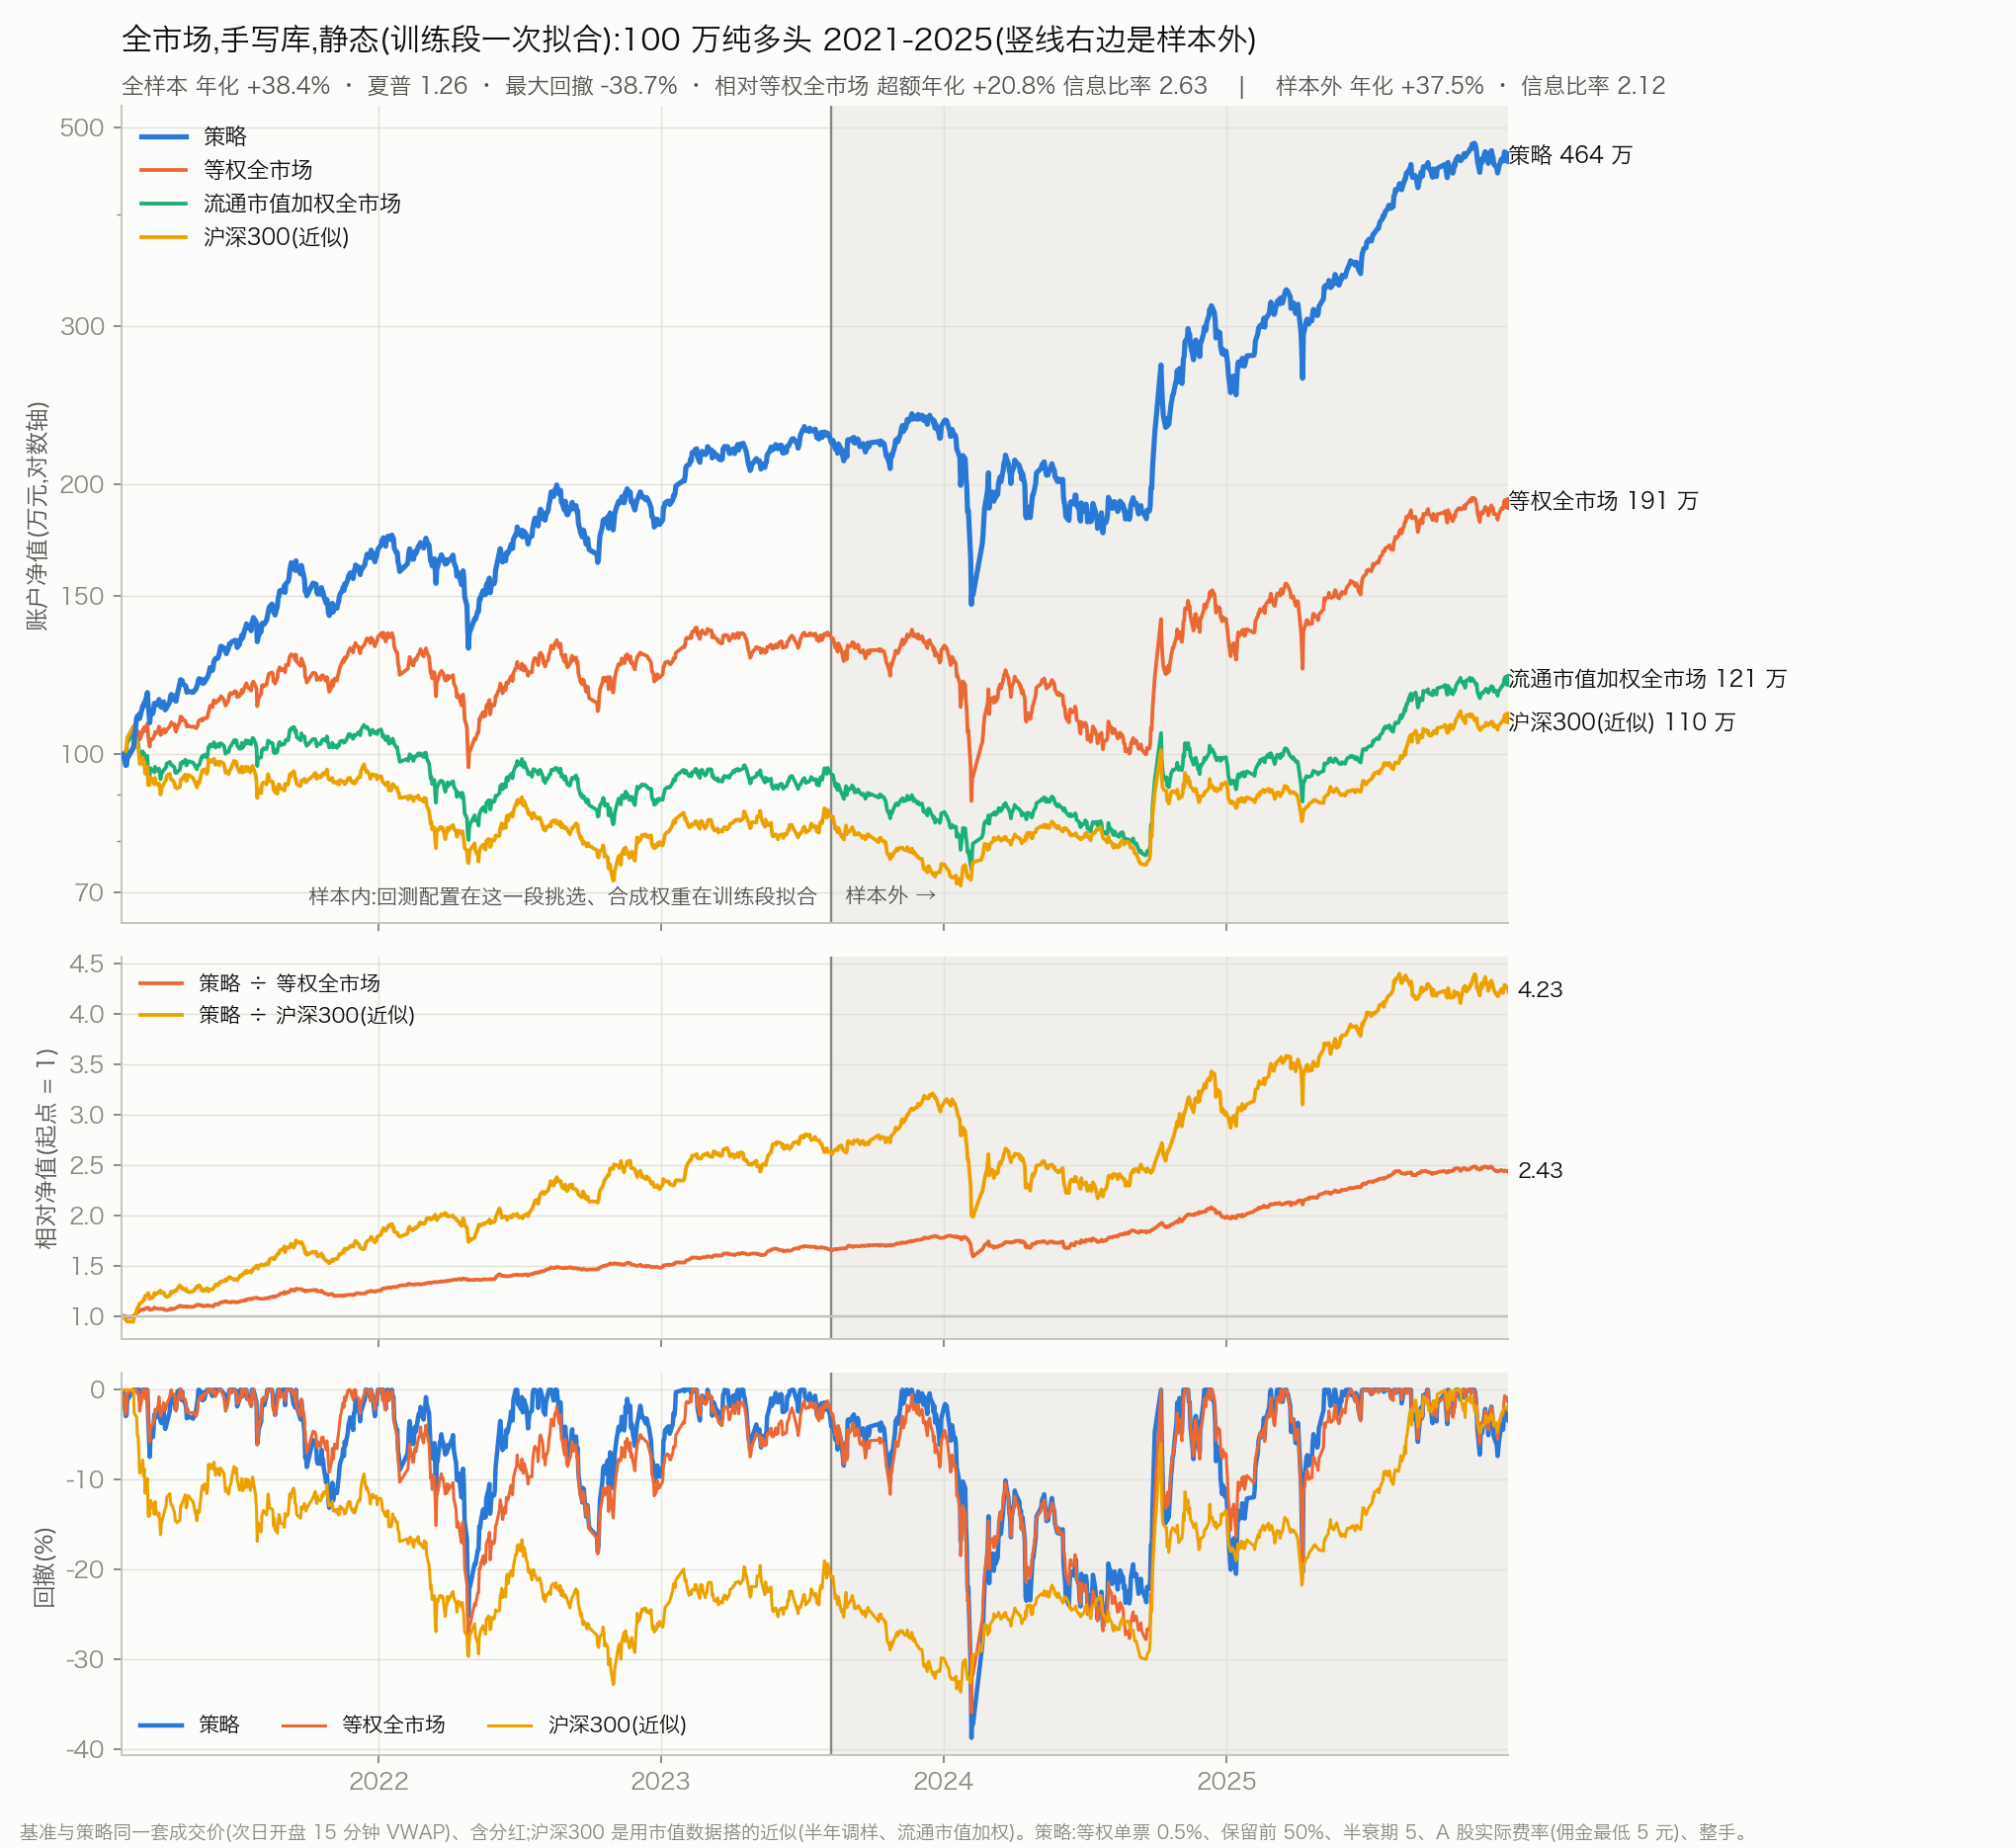 全市场,手写库,静态(训练段一次拟合):100 万纯多头 2021-2025(竖线右边是样本外)
全样本 年化 +38.4% · 夏普 1.26 · 最大回撤 -38.7% · 相对等权全市场 超额年化 +20.8% 信息比率 2.63 | 样本外 年化 +37.5% · 信息比率 2.12
账户净值(万元,对数轴)
500
300
200
150
100
70
策略
等权全市场
流通市值加权全市场
沪深300(近似)
策略 464 万
等权全市场 191 万
流通市值加权全市场 121 万
沪深300(近似) 110 万
样本内:回测配置在这一段挑选、合成权重在训练段拟合
样本外 →
相对净值(起点 = 1)
4.5
4.0
3.5
3.0
2.5
2.0
1.5
1.0
策略 ÷ 等权全市场
策略 ÷ 沪深300(近似)
4.23
2.43
回撤(%)
0
-10
-20
-30
-40
策略 等权全市场 沪深300(近似)
2022 2023 2024 2025
基准与策略同一套成交价(次日开盘 15 分钟 VWAP)、含分红;沪深300 是用市值数据搭的近似(半年调样、流通市值加权)。策略:等权单票 0.5%、保留前 50%、半衰期 5、A 股实际费率(佣金最低 5 元)、整手。